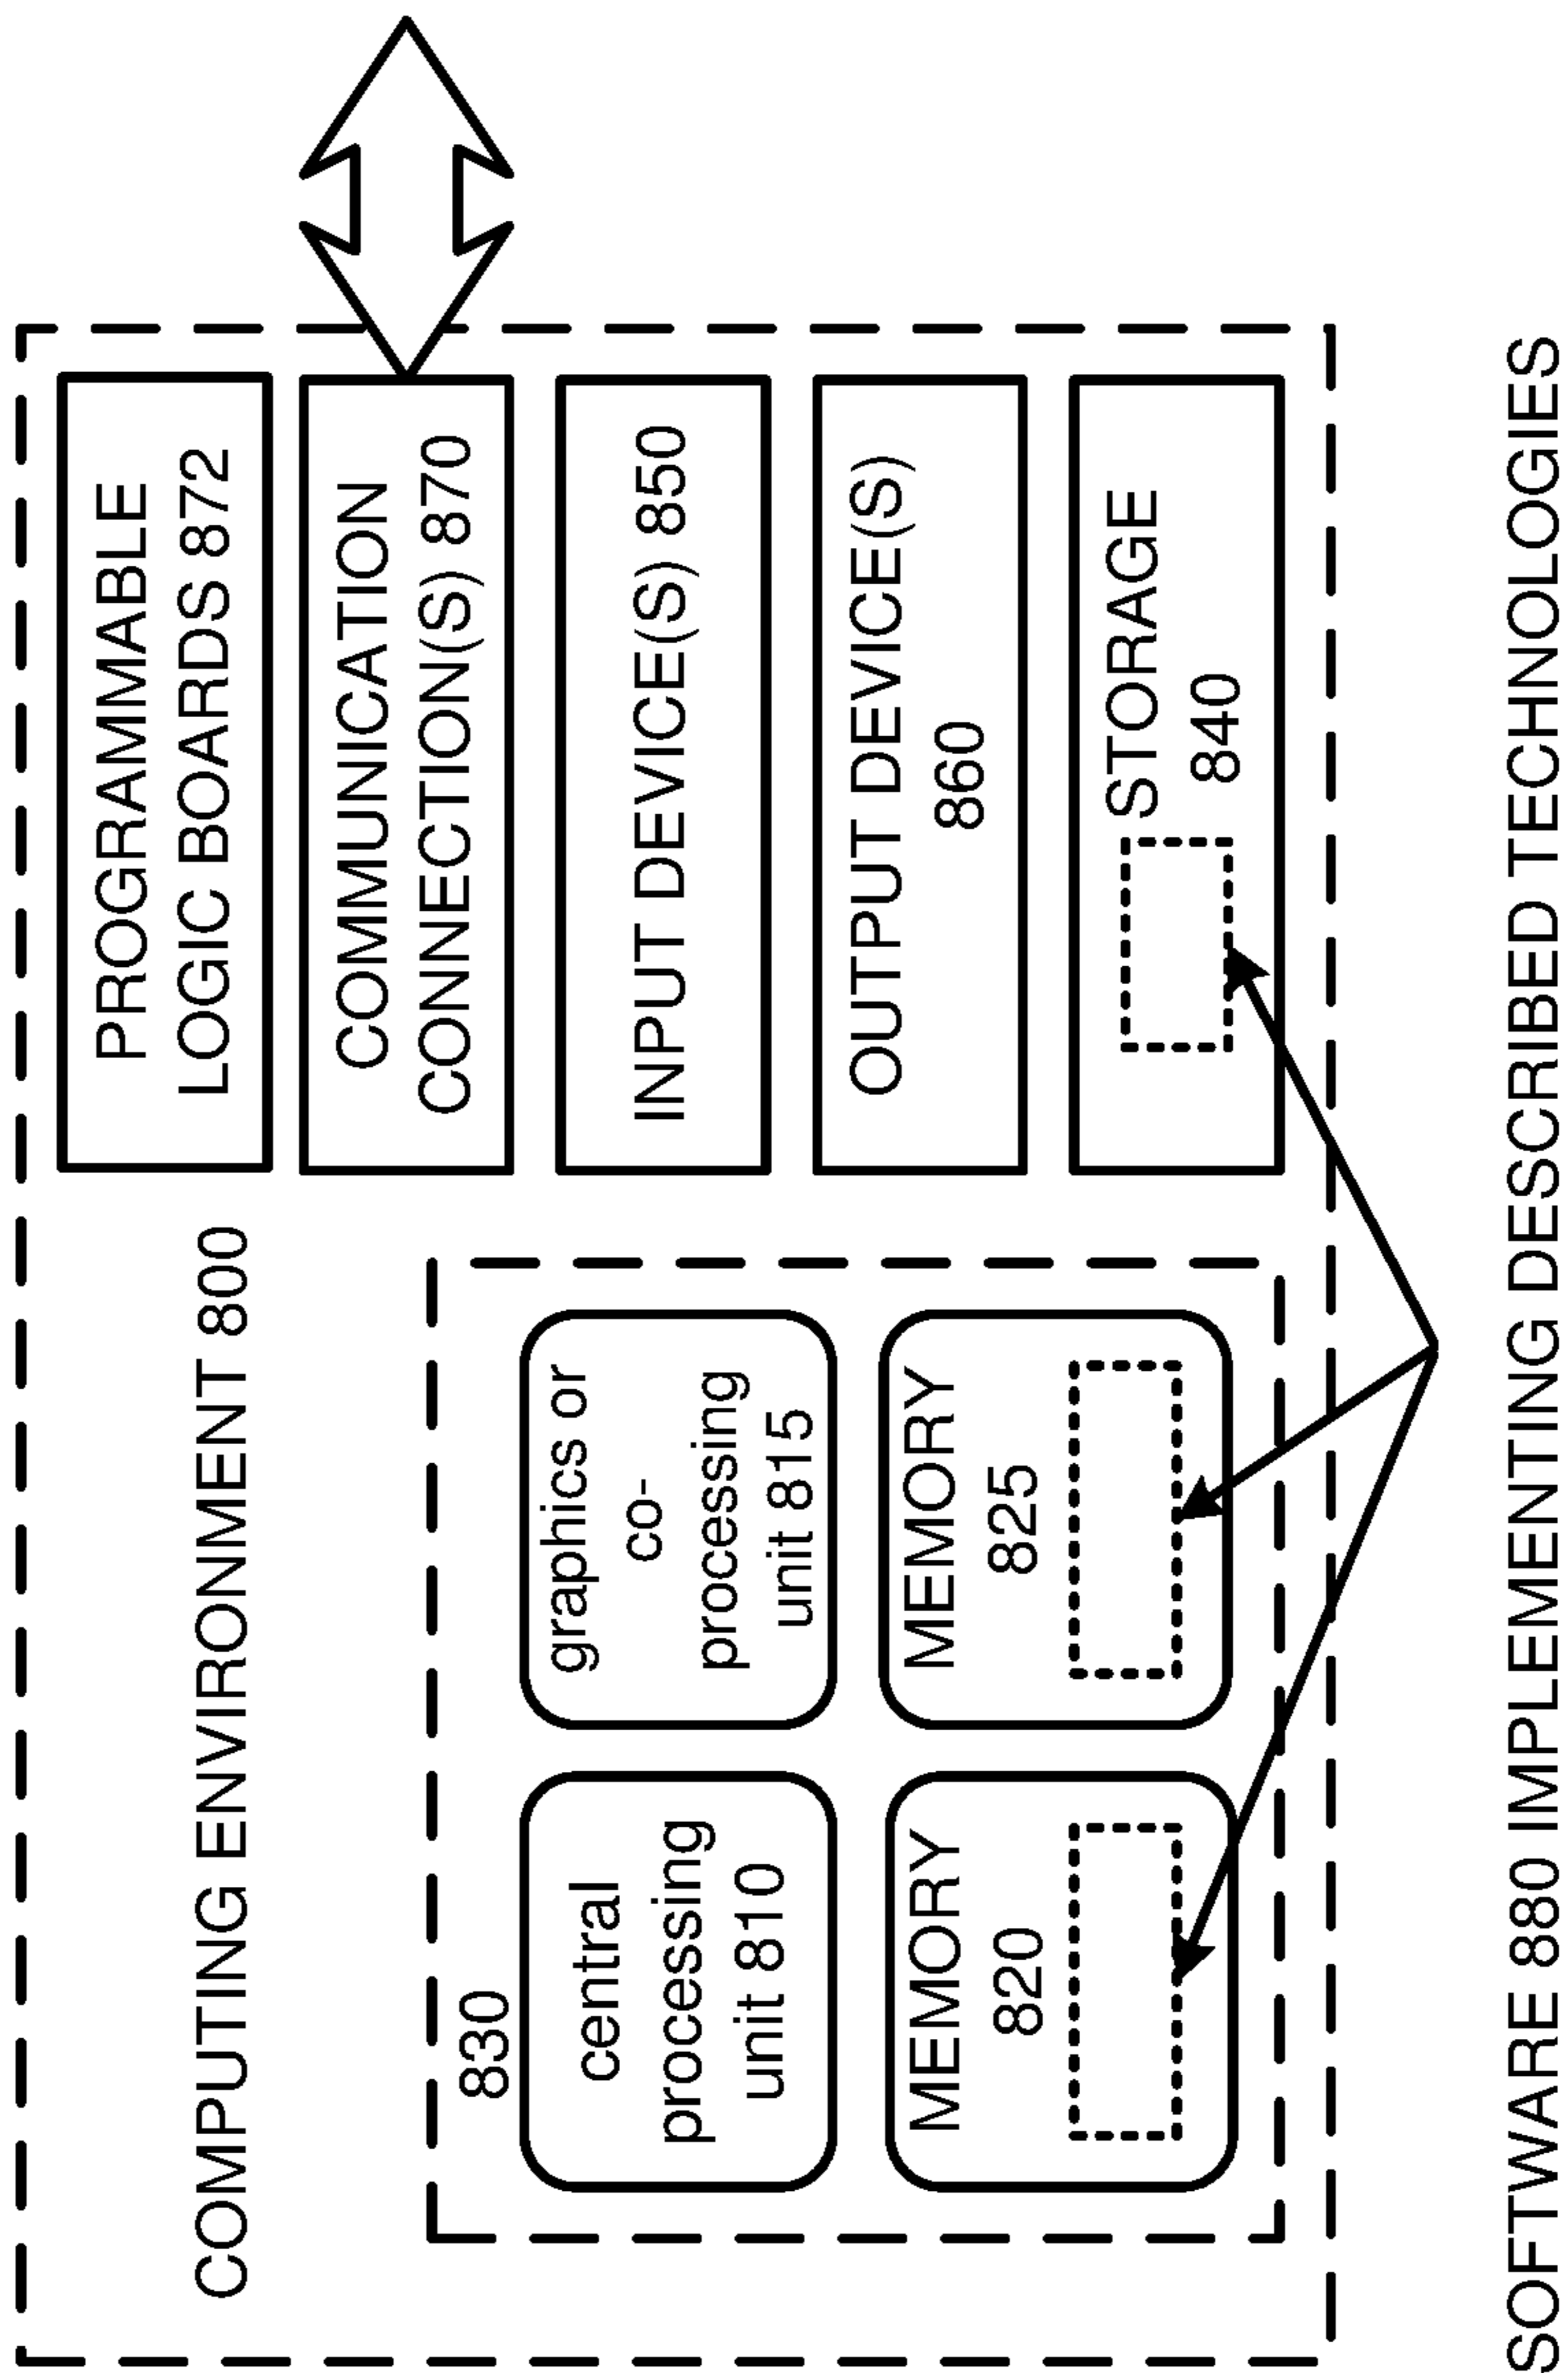 COMPUTING ENVIRONMENT 800
830
central
processing
unit 810
graphics or
co-
processing
unit 815
MEMORY
820
MEMORY
825
PROGRAMMABLE
LOGIC BOARDS 872
COMMUNICATION
CONNECTION(S) 870
INPUT DEVICE(S) 850
OUTPUT DEVICE(S)
860
STORAGE
840
SOFTWARE 880 IMPLEMENTING DESCRIBED TECHNOLOGIES